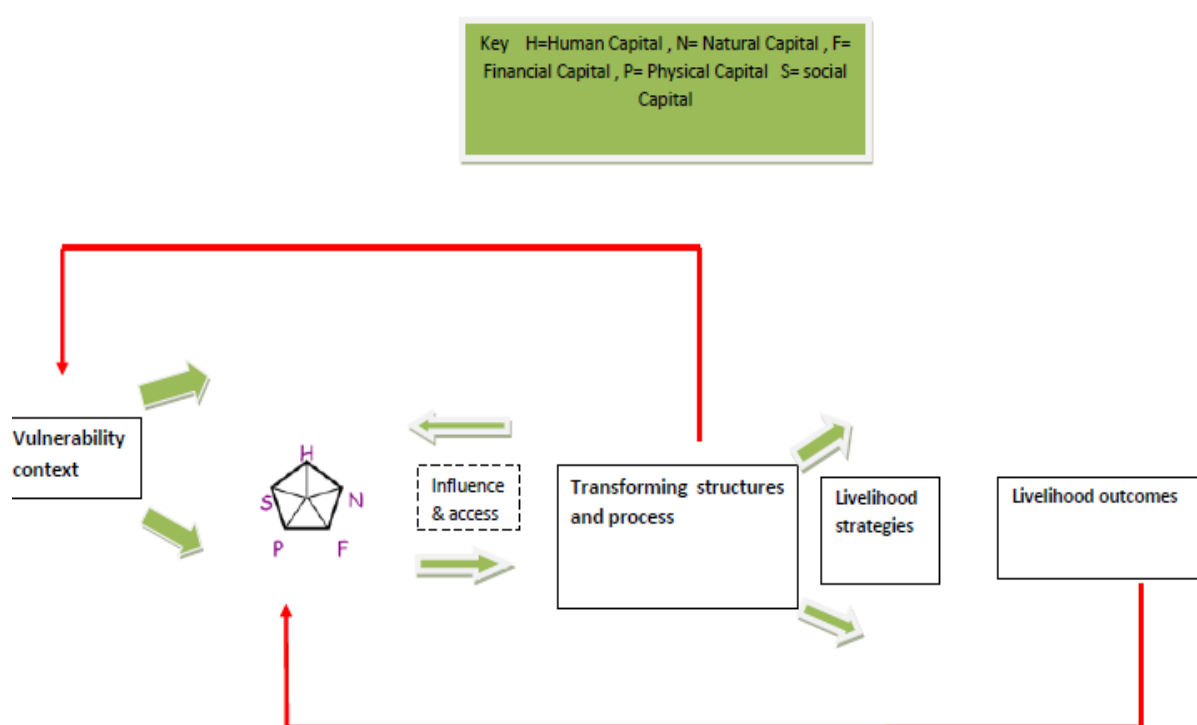 Key H=Human Capital , N= Natural Capital , F=
Financial Capital , P= Physical Capital S= social
Capital
Vulnerability
context
H
S
N
P
F
Influence
& access
Transforming structures
and process
Livelihood
strategies
Livelihood outcomes